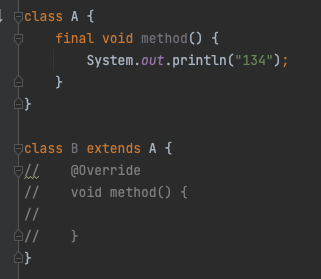 class A {
    final void method() {
        System.out.println("134");
    }
}

class B extends A {
//    @Override
//    void method() {
//
//    }
}